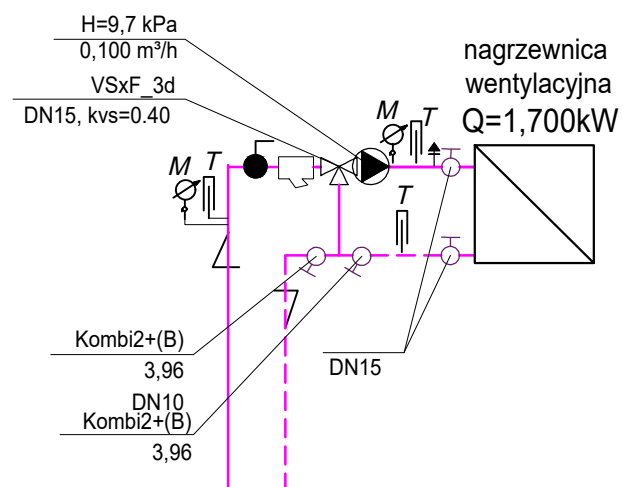 H=9,7 kPa
0,100 m³/h
VSxF_3d
DN15, kvs=0.40
nagrzewnica
wentylacyjna
Q=1,700kW
M T
M T
T
Kombi2+(B)
3,96
DN10
Kombi2+(B)
3,96
DN15